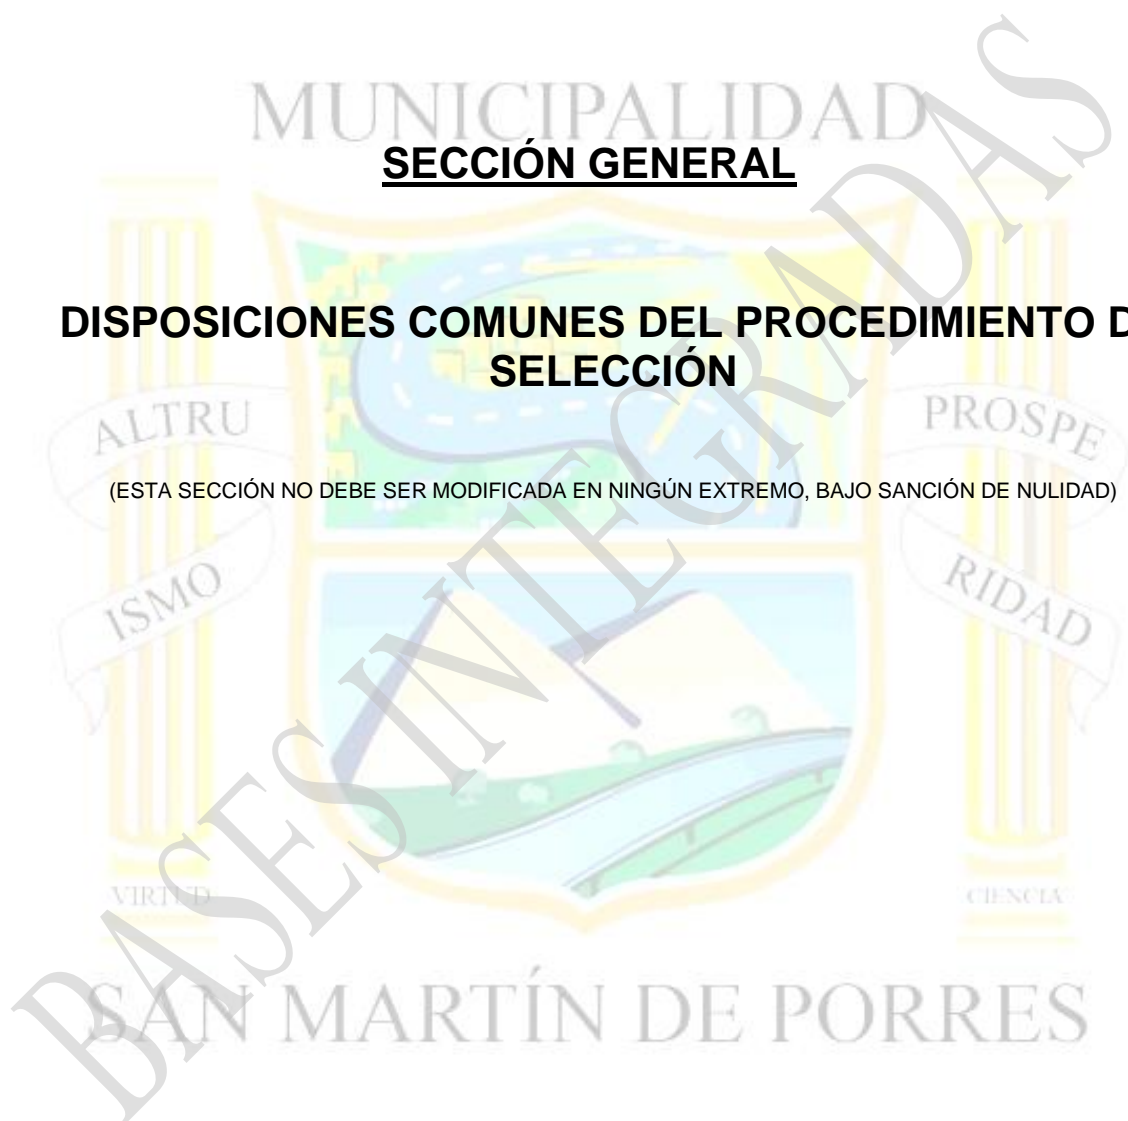 MUNICIPALIDAD
SECCIÓN GENERAL
DISPOSICIONES COMUNES DEL PROCEDIMIENTO D
SELECCIÓN
ALTRU
PROSPE
(ESTA SECCIÓN NO DEBE SER MODIFICADA EN NINGÚN EXTREMO, BAJO SANCIÓN DE NULIDAD)
ISMO
RIDAD
VIRTUD
CIENCIA
SAN MARTÍN DE PORRES
BASES INTEGRADAS